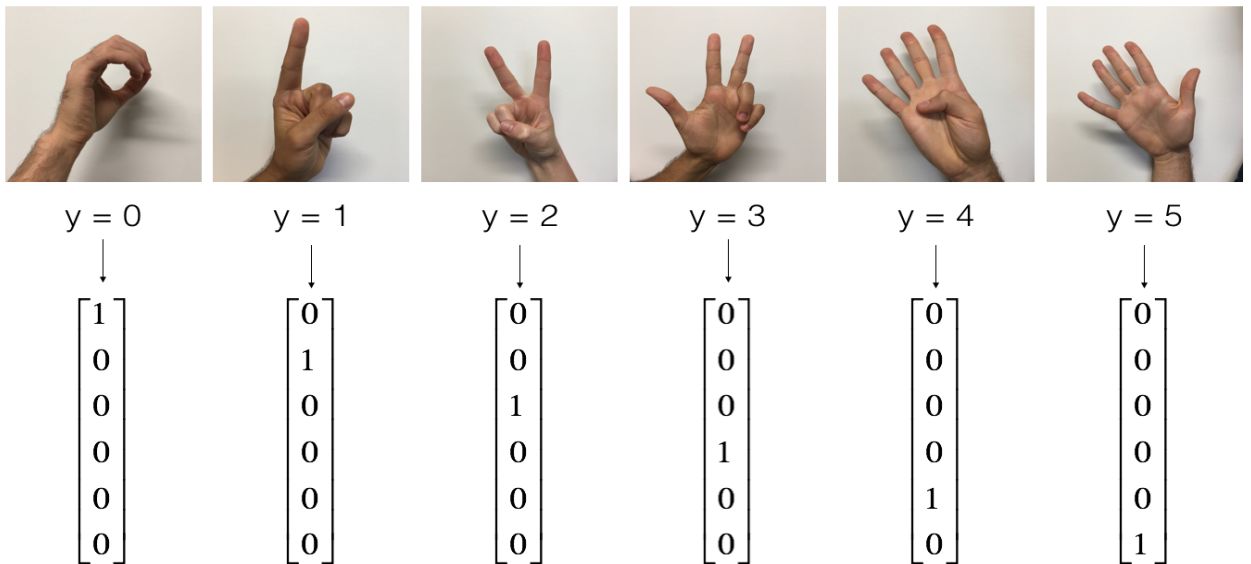 y = 0 y = 1 y = 2 y = 3 y = 4 y = 5
1 0 0 0 0 0
0 1 0 0 0 0
0 0 1 0 0 0
0 0 0 1 0 0
0 0 0 0 1 0
0 0 0 0 0 1